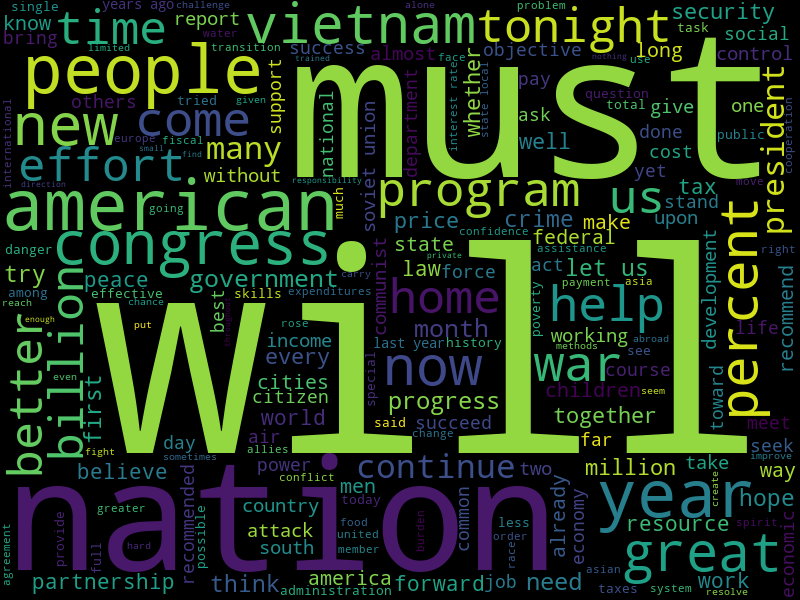 single
years ago
challenge
alone
problem
know
report
time
vietnam
tonight
security
task
bring
water
transition
success
almost
objective
long
social
limited
face
use
control
people
must
others
tried
given
support
trained
nothing
department
whether
pay
question
new
come
national
ask
total
give
one
europe
fiscal
state local
interest rate
well
done
public
cooperation
president
international
small
find
many
without
soviet union
cost
yet
move
effort
direction
responsibility
program
us
tax
american
going
much
price
crime
make
stand
upon
percent
danger
congress
confidence
federal
right
try
state
private
assistance
among
peace
government
communist
law
force
act
let us
development
recommend
reach
effective
chance
skills
carry
expenditures
home
payment
asia
help
better
billion
put
best
rose
month
poverty
life
enough
strengthen
income
last year
history
working
abroad
even
first
every
special
now
war
methods
see
course
toward
cities
progress
children
seem
citizen
will
together
meet
world
said
succeed
fight
day
air
change
far
seek
allies
improve
believe
sometimes
power
continue
two
million
take
way
nation
conflict
men
already
year
hope
create
greater
recommended
country
today
common
economy
resource
economic
provide
full
possible
attack
food
united
burden
less
race
order
spirit
agreement
hard
south
member
great
asian
partnership
think
america
administration
forward
job
need
taxes
work
system
resolve